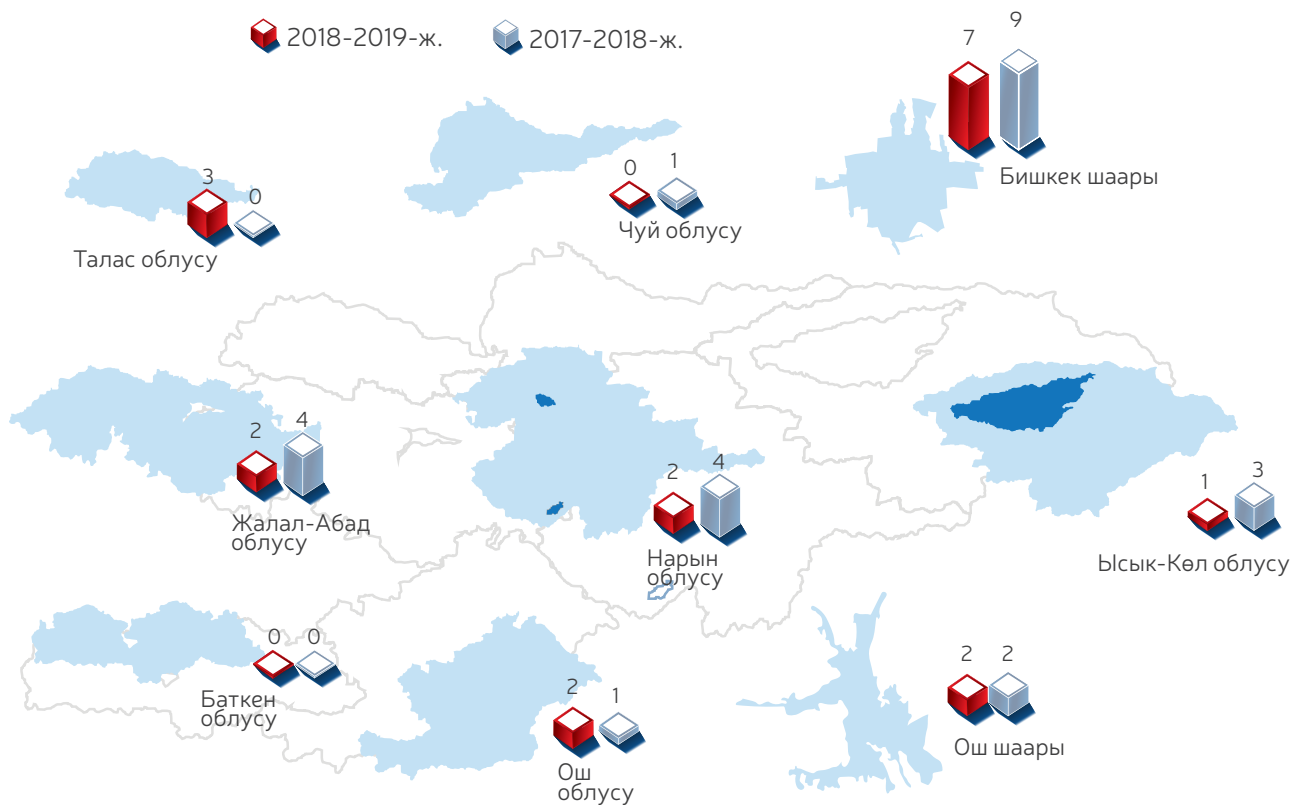 2018-2019-ж.
2017-2018-ж.
7
9
Бишкек шаары
3
0
Талас облусу
0
1
Чуй облусу
2
4
Жалал-Абад
облусу
2
4
Нарын
облусу
1
3
Ысык-Көл облусу
0
0
Баткен
облусу
2
1
Ош
облусу
2
2
Ош шаары